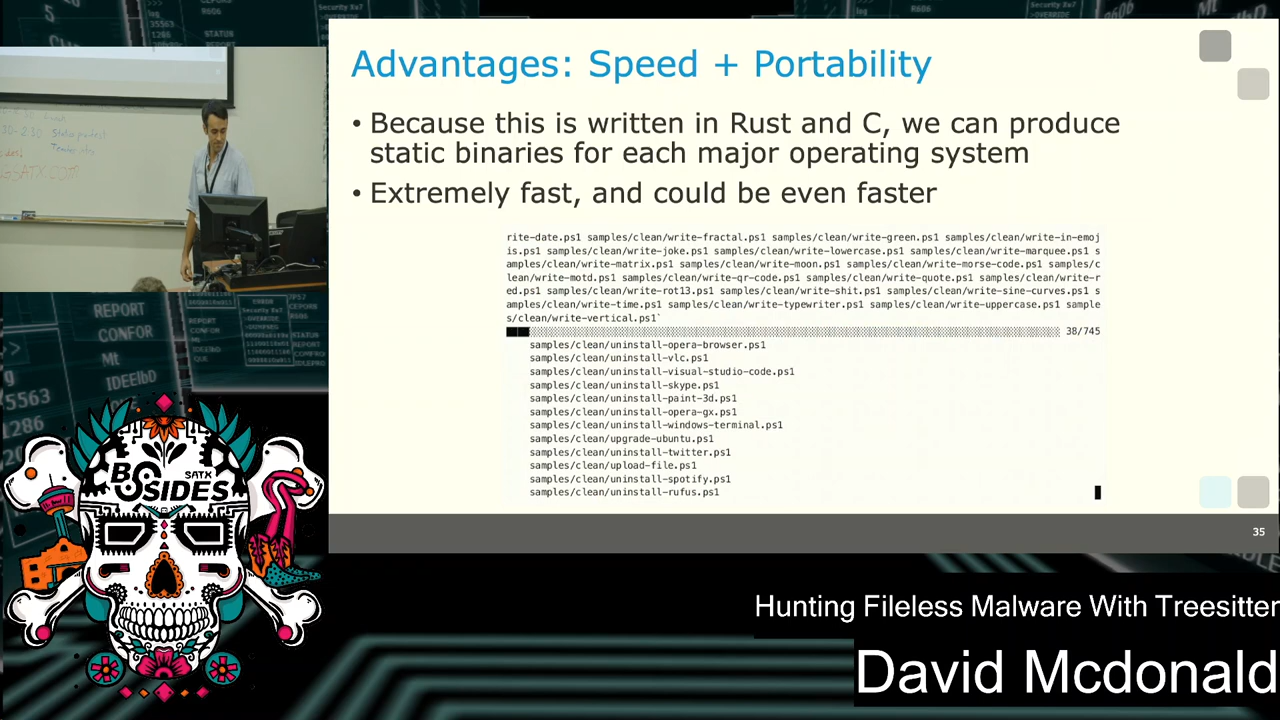 Advantages: Speed + Portability
• Because this is written in Rust and C, we can produce
static binaries for each major operating system
• Extremely fast, and could be even faster
rite-date.ps1 samples/clean/write-fractal.ps1 samples/clean/write-green.ps1 samples/clean/write-in-emoj
is.ps1 samples/clean/write-joke.ps1 samples/clean/write-lowercase.ps1 samples/clean/write-marquee.ps1 s
amples/clean/write-matrix.ps1 samples/clean/write-moon.ps1 samples/clean/write-morse-code.ps1 samples/c
lean/write-motd.ps1 samples/clean/write-qr-code.ps1 samples/clean/write-quote.ps1 samples/clean/write-r
ed.ps1 samples/clean/write-rot13.ps1 samples/clean/write-shit.ps1 samples/clean/write-sine-curves.ps1 s
amples/clean/write-time.ps1 samples/clean/write-typewriter.ps1 samples/clean/write-uppercase.ps1 sample
s/clean/write-vertical.ps1`
38/745
samples/clean/uninstall-opera-browser.ps1
samples/clean/uninstall-vlc.ps1
samples/clean/uninstall-visual-studio-code.ps1
samples/clean/uninstall-skype.ps1
samples/clean/uninstall-paint-3d.ps1
samples/clean/uninstall-opera-gx.ps1
samples/clean/uninstall-windows-terminal.ps1
samples/clean/upgrade-ubuntu.ps1
samples/clean/uninstall-twitter.ps1
samples/clean/upload-file.ps1
samples/clean/uninstall-spotify.ps1
samples/clean/uninstall-rufus.ps1
35
REPORT
CONFOR
Mt
IDEEIbD
5563
1286
BSIDES
SATX
Hunting Fileless Malware With Treesitter
David Mcdonald